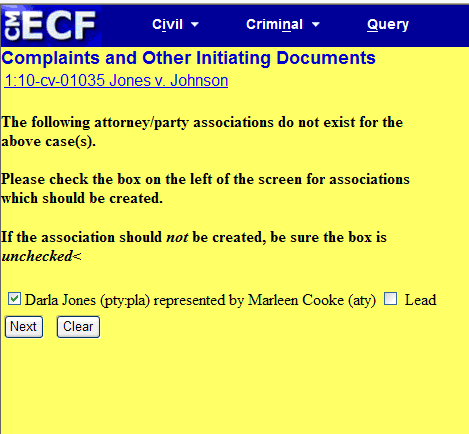 CM ECF Civil Criminal Query
Complaints and Other Initiating Documents
1:10-cv-01035 Jones v. Johnson
The following attorney/party associations do not exist for the
above case(s).
Please check the box on the left of the screen for associations
which should be created.
If the association should not be created, be sure the box is
unchecked<
Darla Jones (pty:pla) represented by Marleen Cooke (aty) Lead
Next Clear